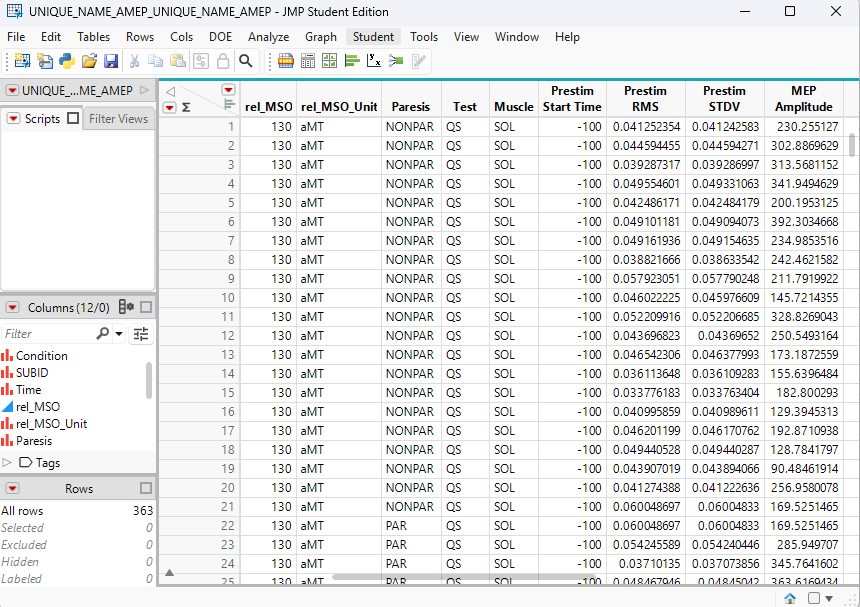 UNIQUE_NAME_AMEP_UNIQUE_NAME_AMEP - JMP Student Edition
File Edit Tables Rows Cols DOE Analyze Graph Student Tools View Window Help
UNIQUE_...ME_AMEP
Scripts Filter Views
Columns (12/0)
Filter
Condition
SUBID
Time
rel_MSO
rel_MSO_Unit
Paresis
Tags
Rows
All rows 363
Selected 0
Excluded 0
Hidden 0
Labeled 0
rel_MSO rel_MSO_Unit Paresis Test Muscle Prestim Start Time Prestim RMS Prestim STDV MEP Amplitude
1 130 aMT NONPAR QS SOL -100 0.041252354 0.041242583 230.255127
2 130 aMT NONPAR QS SOL -100 0.044594455 0.044594271 302.8869629
3 130 aMT NONPAR QS SOL -100 0.039287317 0.039286997 313.5681152
4 130 aMT NONPAR QS SOL -100 0.049554601 0.049331063 341.9494629
5 130 aMT NONPAR QS SOL -100 0.042486171 0.042484179 200.1953125
6 130 aMT NONPAR QS SOL -100 0.049101181 0.049094073 392.3034668
7 130 aMT NONPAR QS SOL -100 0.049161936 0.049154635 234.9853516
8 130 aMT NONPAR QS SOL -100 0.038821666 0.038633542 242.4621582
9 130 aMT NONPAR QS SOL -100 0.057923051 0.057790248 211.7919922
10 130 aMT NONPAR QS SOL -100 0.046022225 0.045976609 145.7214355
11 130 aMT NONPAR QS SOL -100 0.052209916 0.052206685 328.8269043
12 130 aMT NONPAR QS SOL -100 0.043696823 0.04369652 250.5493164
13 130 aMT NONPAR QS SOL -100 0.046542306 0.046377993 173.1872559
14 130 aMT NONPAR QS SOL -100 0.036113648 0.036109283 155.6396484
15 130 aMT NONPAR QS SOL -100 0.033776183 0.033763404 182.800293
16 130 aMT NONPAR QS SOL -100 0.040995859 0.040989611 129.3945313
17 130 aMT NONPAR QS SOL -100 0.046201199 0.046170762 192.8710938
18 130 aMT NONPAR QS SOL -100 0.049440528 0.049440287 128.7841797
19 130 aMT NONPAR QS SOL -100 0.043907019 0.043894066 90.48461914
20 130 aMT NONPAR QS SOL -100 0.041274388 0.041222636 256.9580078
21 130 aMT NONPAR QS SOL -100 0.060048697 0.06004833 169.5251465
22 130 aMT PAR QS SOL -100 0.060048697 0.06004833 169.5251465
23 130 aMT PAR QS SOL -100 0.054245589 0.054240446 285.949707
24 130 aMT PAR QS SOL -100 0.03710135 0.037073856 345.7641602
25 130 aMT PAR QS SOL -100 0.048467946 0.04845042 363.6169434